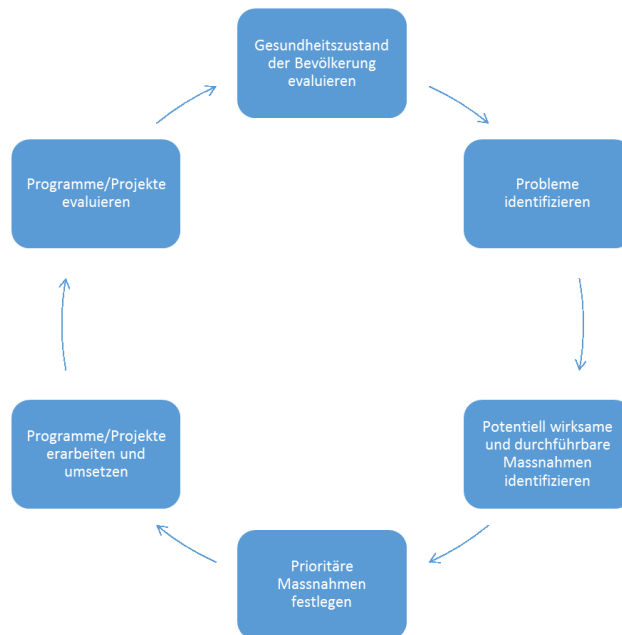 Gesundheitszustand
der Bevölkerung
evaluieren
Probleme
identifizieren
Potentiell wirksame
und durchführbare
Massnahmen
identifizieren
Prioritäre
Massnahmen
festlegen
Programme/Projekte
erarbeiten und
umsetzen
Programme/Projekte
evaluieren